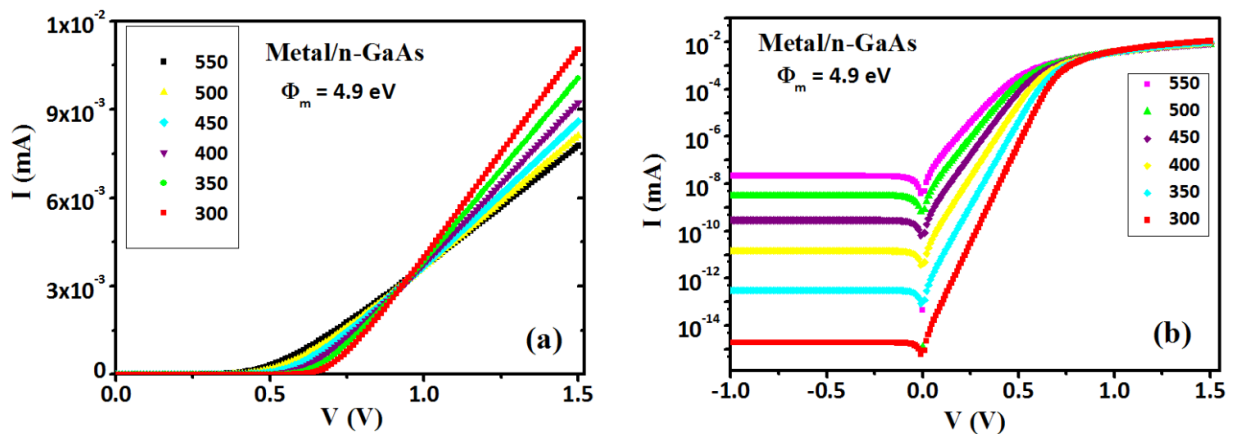 1x10⁻²
9x10⁻³
6x10⁻³
3x10⁻³
0
I (mA)
550
500
450
400
350
300
Metal/n-GaAs
Φm = 4.9 eV
(a)
0.0
0.5
1.0
1.5
V (V)
10⁻²
10⁻⁴
10⁻⁶
10⁻⁸
10⁻¹⁰
10⁻¹²
10⁻¹⁴
I (mA)
Metal/n-GaAs
Φm = 4.9 eV
550
500
450
400
350
300
(b)
-1.0
-0.5
0.0
0.5
1.0
1.5
V (V)